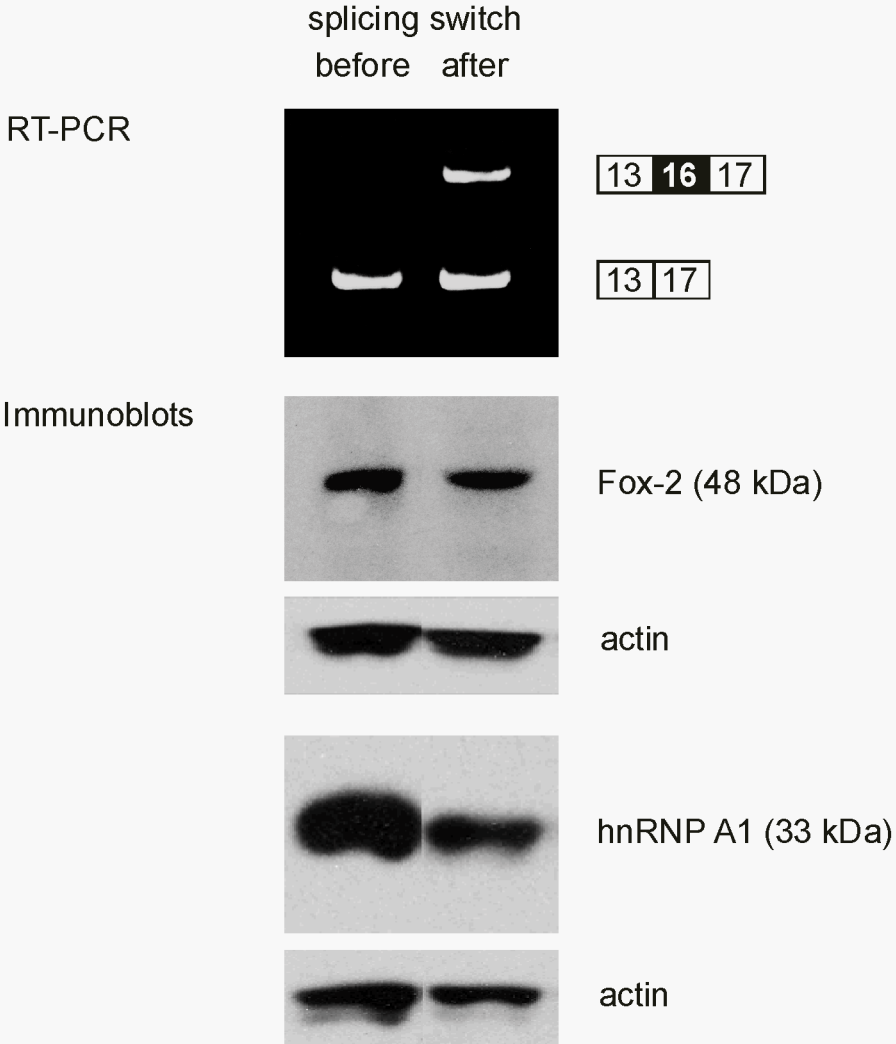 splicing switch
before after
RT-PCR
13 16 17
13 17
Immunoblots
Fox-2 (48 kDa)
actin
hnRNP A1 (33 kDa)
actin